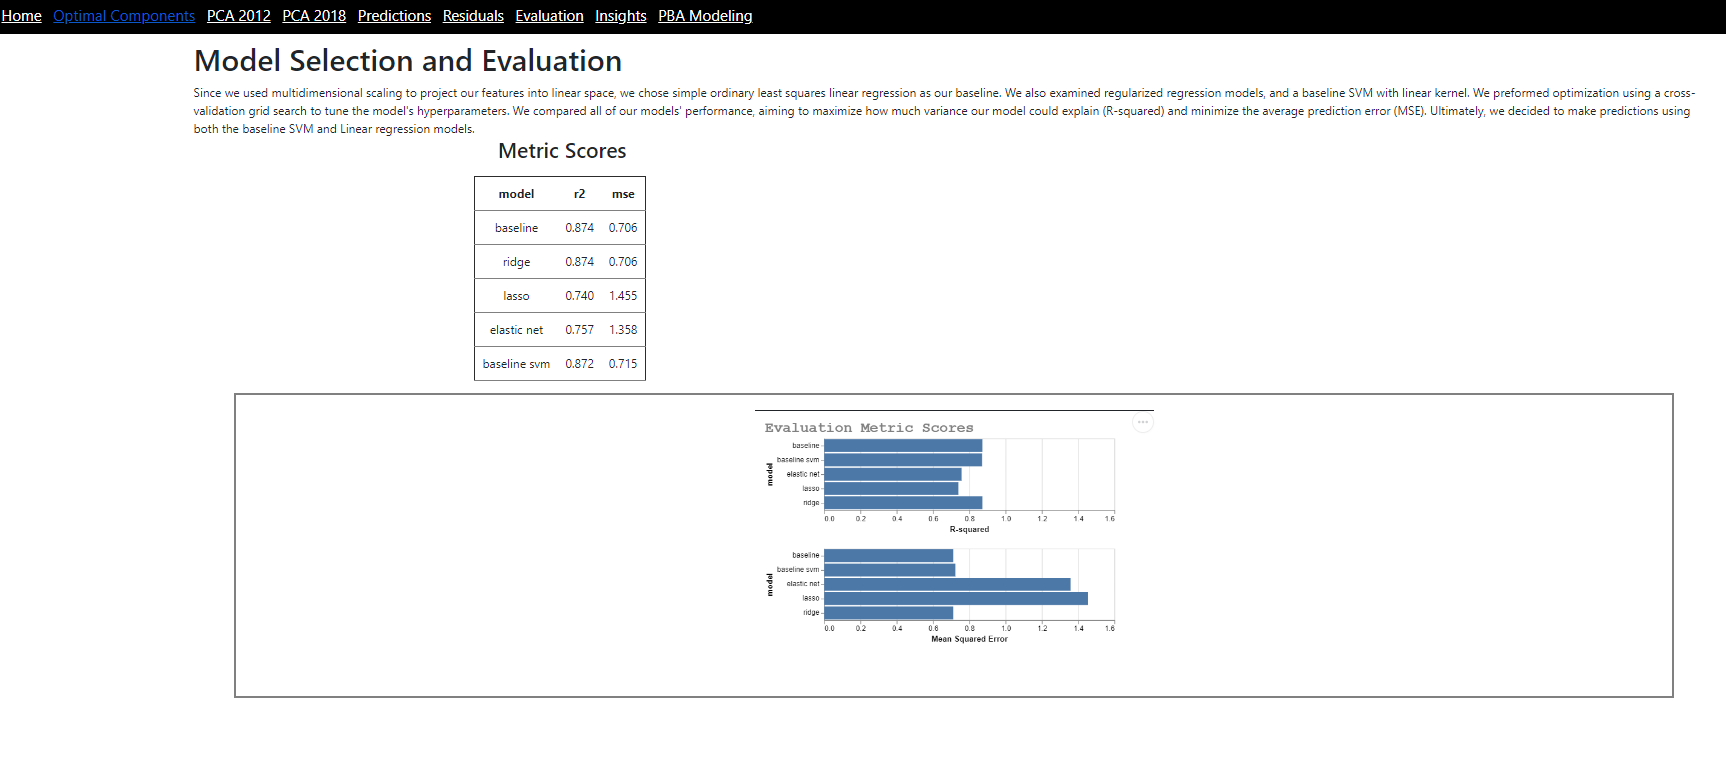 Home Optimal Components PCA 2012 PCA 2018 Predictions Residuals Evaluation Insights PBA Modeling
Model Selection and Evaluation
Since we used multidimensional scaling to project our features into linear space, we chose simple ordinary least squares linear regression as our baseline. We also examined regularized regression models, and a baseline SVM with linear kernel. We preformed optimization using a cross-
validation grid search to tune the model's hyperparameters. We compared all of our models' performance, aiming to maximize how much variance our model could explain (R-squared) and minimize the average prediction error (MSE). Ultimately, we decided to make predictions using
both the baseline SVM and Linear regression models.
Metric Scores
model r2 mse
baseline 0.874 0.706
ridge 0.874 0.706
lasso 0.740 1.455
elastic net 0.757 1.358
baseline svm 0.872 0.715
Evaluation Metric Scores
model
baseline
baseline svm
elastic net
lasso
ridge
0.0 0.2 0.4 0.6 0.8 1.0 1.2 1.4 1.6
R-squared
model
baseline
baseline svm
elastic net
lasso
ridge
0.0 0.2 0.4 0.6 0.8 1.0 1.2 1.4 1.6
Mean Squared Error